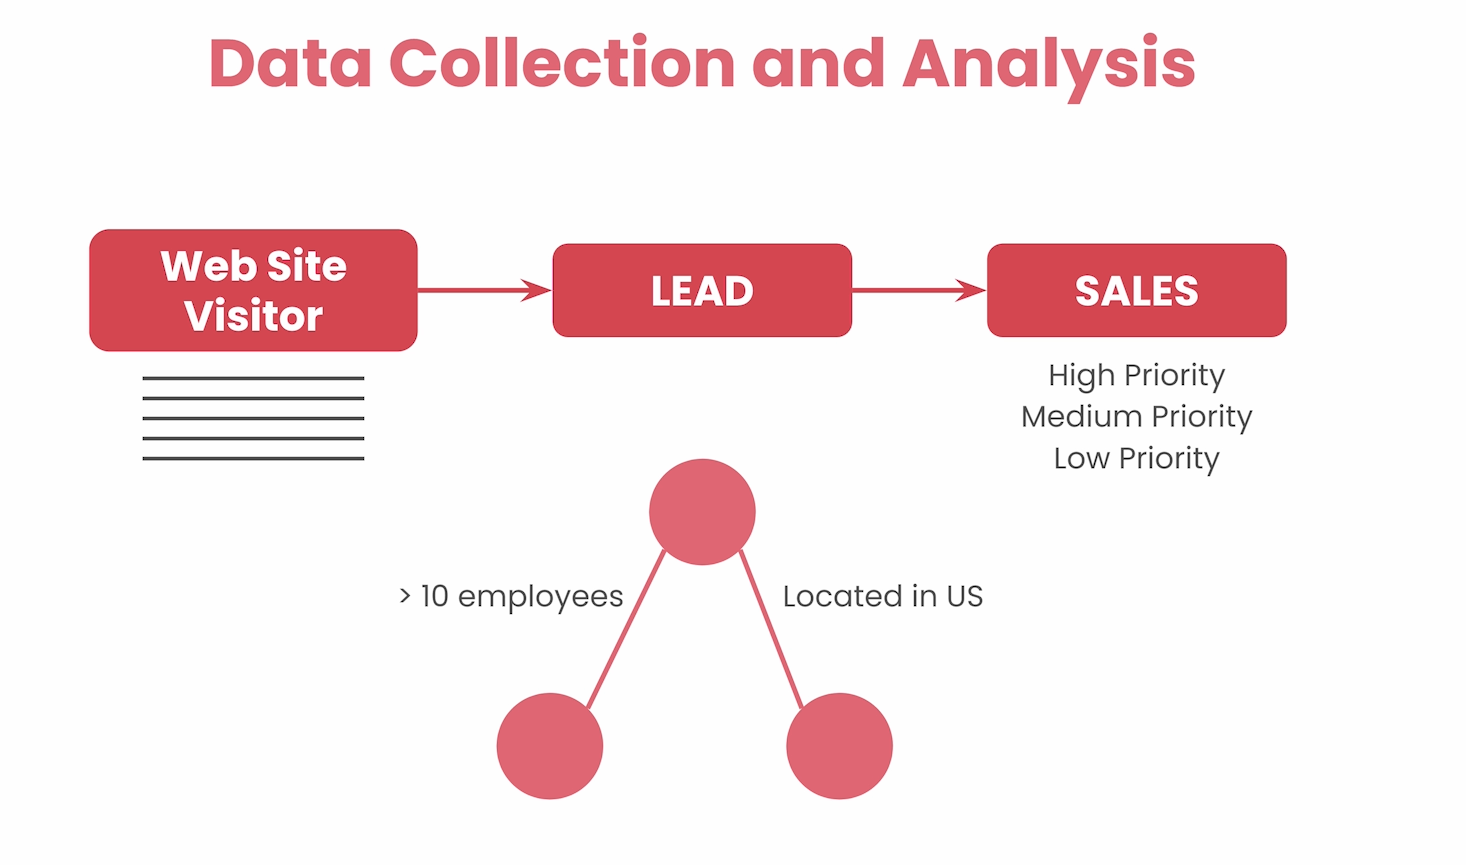 Data Collection and Analysis
Web Site
Visitor
LEAD
SALES
High Priority
Medium Priority
Low Priority
> 10 employees
Located in US